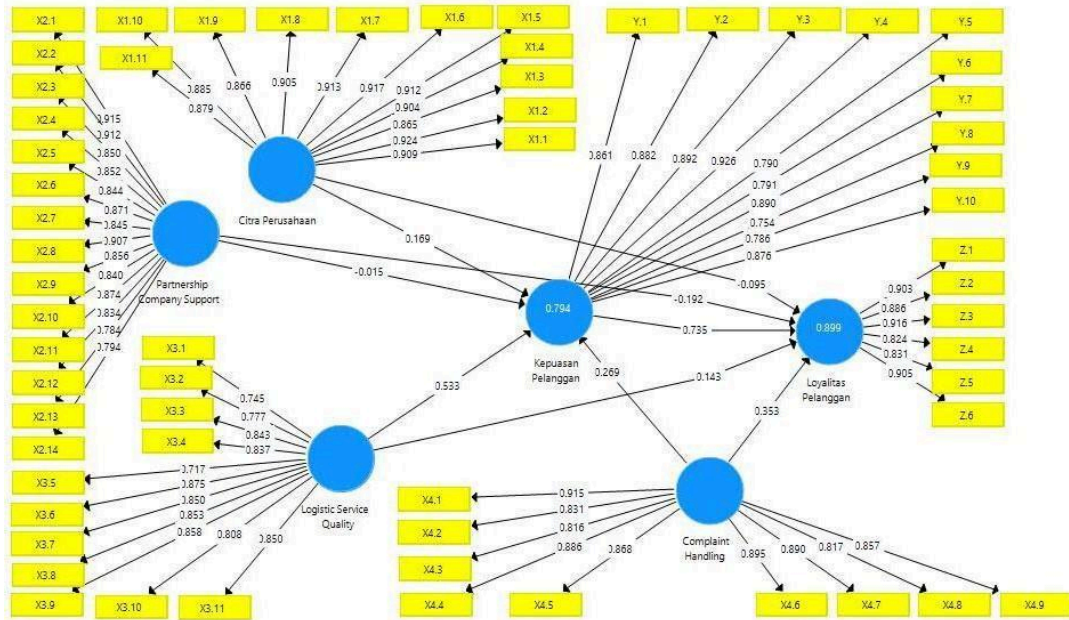 X2.1
X2.2
X2.3
X2.4
X2.5
X2.6
X2.7
X2.8
X2.9
X2.10
X2.11
X2.12
X2.13
X2.14
X1.10
X1.9
X1.8
X1.7
X1.6
X1.5
X1.4
X1.3
X1.2
X1.1
X1.11
0.885
0.879
0.866
0.905
0.913
0.917
0.912
0.904
0.865
0.924
0.909
Citra Perusahaan
0.915
0.912
0.850
0.852
0.844
0.871
0.845
0.907
0.856
0.840
0.874
0.834
0.784
0.794
Partnership
Company Support
Y.1
Y.2
Y.3
Y.4
Y.5
Y.6
Y.7
Y.8
Y.9
Y.10
0.861
0.882
0.892
0.926
0.790
0.791
0.890
0.754
0.786
0.876
0.169
-0.015
-0.095
-0.192
0.735
0.143
0.533
0.269
0.353
0.794
Kepuasan
Pelanggan
0.899
Loyalitas
Pelanggan
Z.1
Z.2
Z.3
Z.4
Z.5
Z.6
0.903
0.886
0.916
0.824
0.831
0.905
X3.1
X3.2
X3.3
X3.4
X3.5
X3.6
X3.7
X3.8
X3.9
X3.10
X3.11
0.745
0.777
0.843
0.837
0.717
0.875
0.850
0.853
0.858
0.808
0.850
Logistic Service
Quality
X4.1
X4.2
X4.3
X4.4
X4.5
X4.6
X4.7
X4.8
X4.9
0.915
0.831
0.816
0.886
0.868
0.895
0.890
0.817
0.857
Complaint
Handling